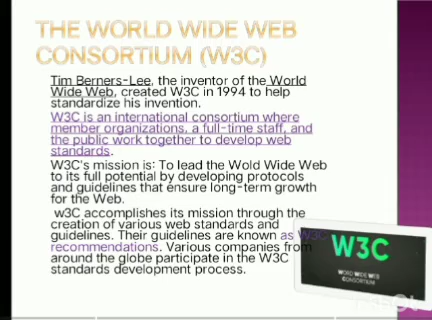 THE WORLD WIDE WEB
CONSORTIUM (W3C)
Tim Berners-Lee, the inventor of the World
Wide Web, created W3C in 1994 to help
standardize his invention.
W3C is an international consortium where
member organizations, a full-time staff, and
the public work together to develop web
standards.
W3C's mission is: To lead the Wold Wide Web
to its full potential by developing protocols
and guidelines that ensure long-term growth
for the Web.
w3C accomplishes its mission through the
creation of various web standards and
guidelines. Their guidelines are known as W3C
recommendations. Various companies from
around the globe participate in the W3C
standards development process.
W3C
WORLD WIDE WEB
CONSORTIUM